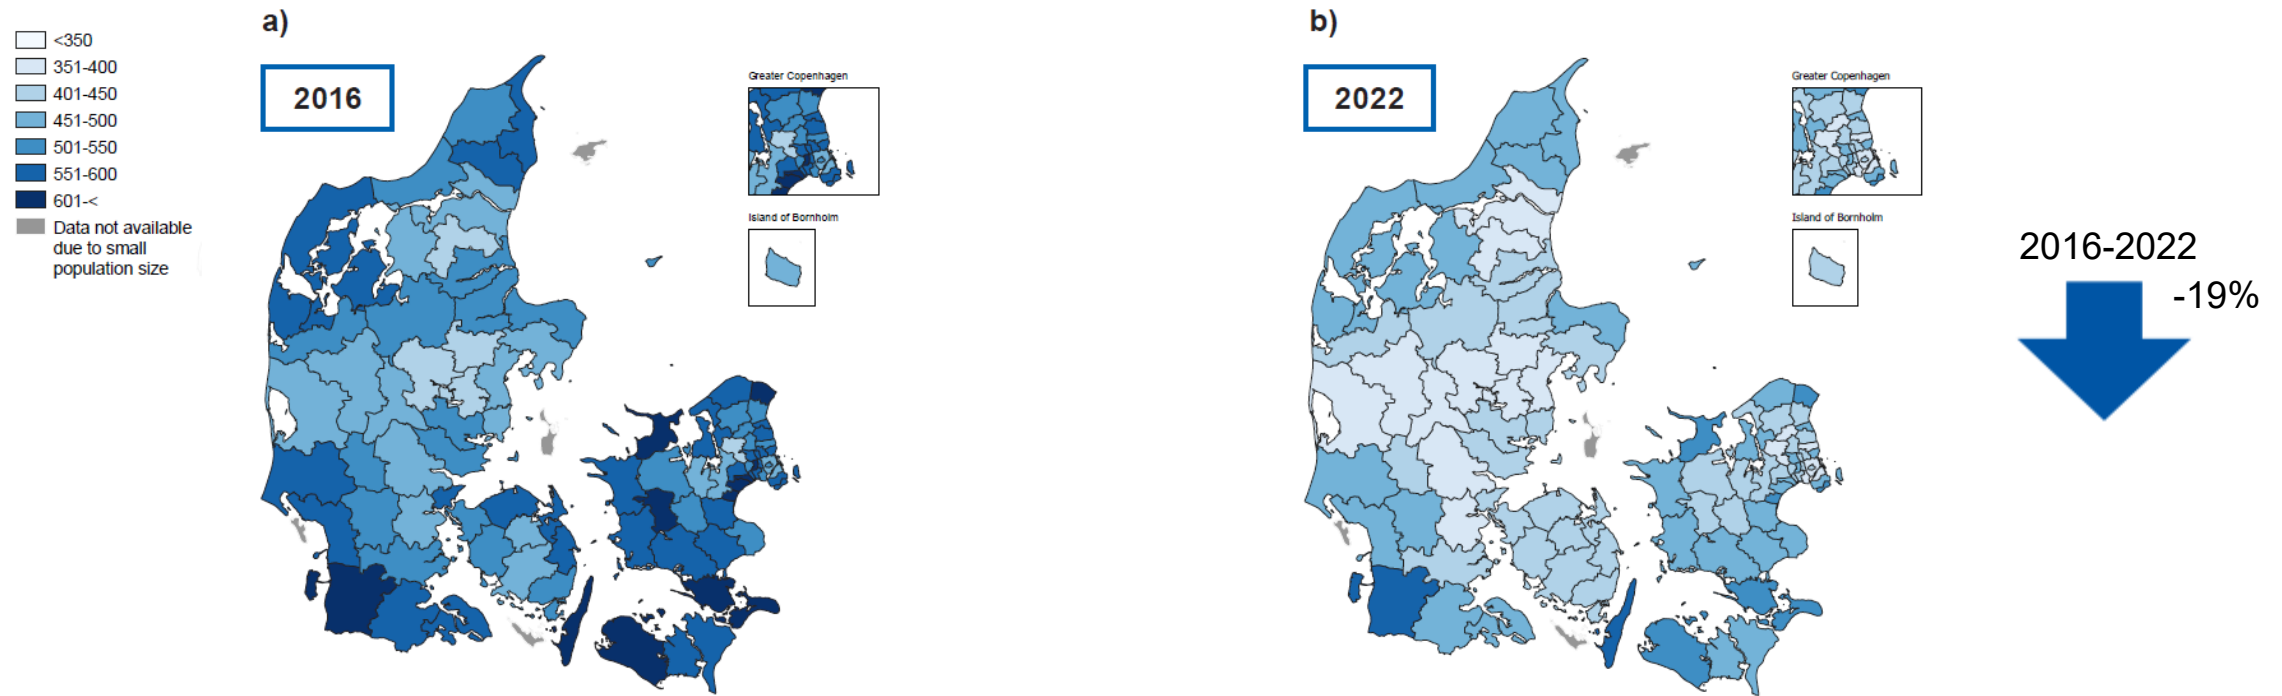 a)
<350
351-400
401-450
451-500
501-550
551-600
601-<
Data not available
due to small
population size
2016
Greater Copenhagen
Island of Bornholm
b)
2022
Greater Copenhagen
Island of Bornholm
2016-2022
-19%